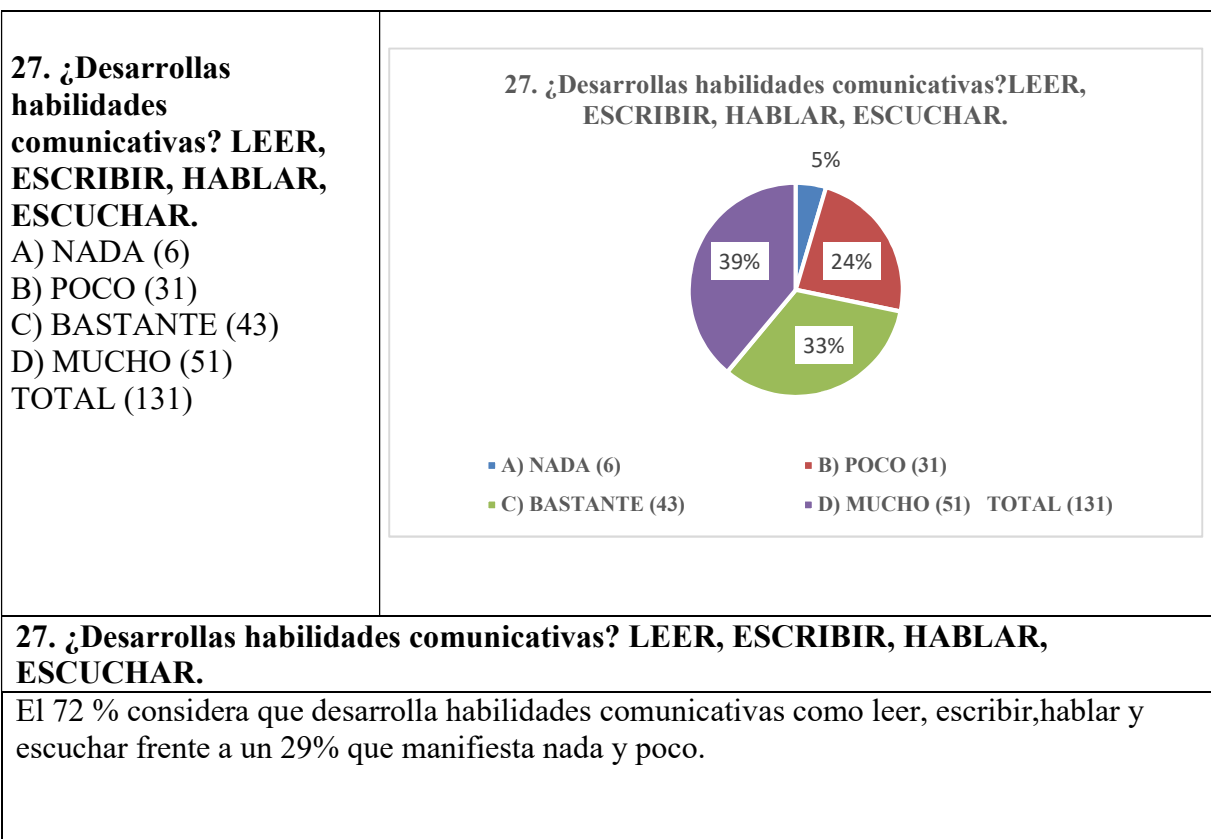 27. ¿Desarrollas
habilidades
comunicativas? LEER,
ESCRIBIR, HABLAR,
ESCUCHAR.
A) NADA (6)
B) POCO (31)
C) BASTANTE (43)
D) MUCHO (51)
TOTAL (131)
27. ¿Desarrollas habilidades comunicativas?LEER,
ESCRIBIR, HABLAR, ESCUCHAR.
5%
39%
24%
33%
A) NADA (6)
B) POCO (31)
C) BASTANTE (43)
D) MUCHO (51) TOTAL (131)
27. ¿Desarrollas habilidades comunicativas? LEER, ESCRIBIR, HABLAR,
ESCUCHAR.
El 72 % considera que desarrolla habilidades comunicativas como leer, escribir,hablar y
escuchar frente a un 29% que manifiesta nada y poco.